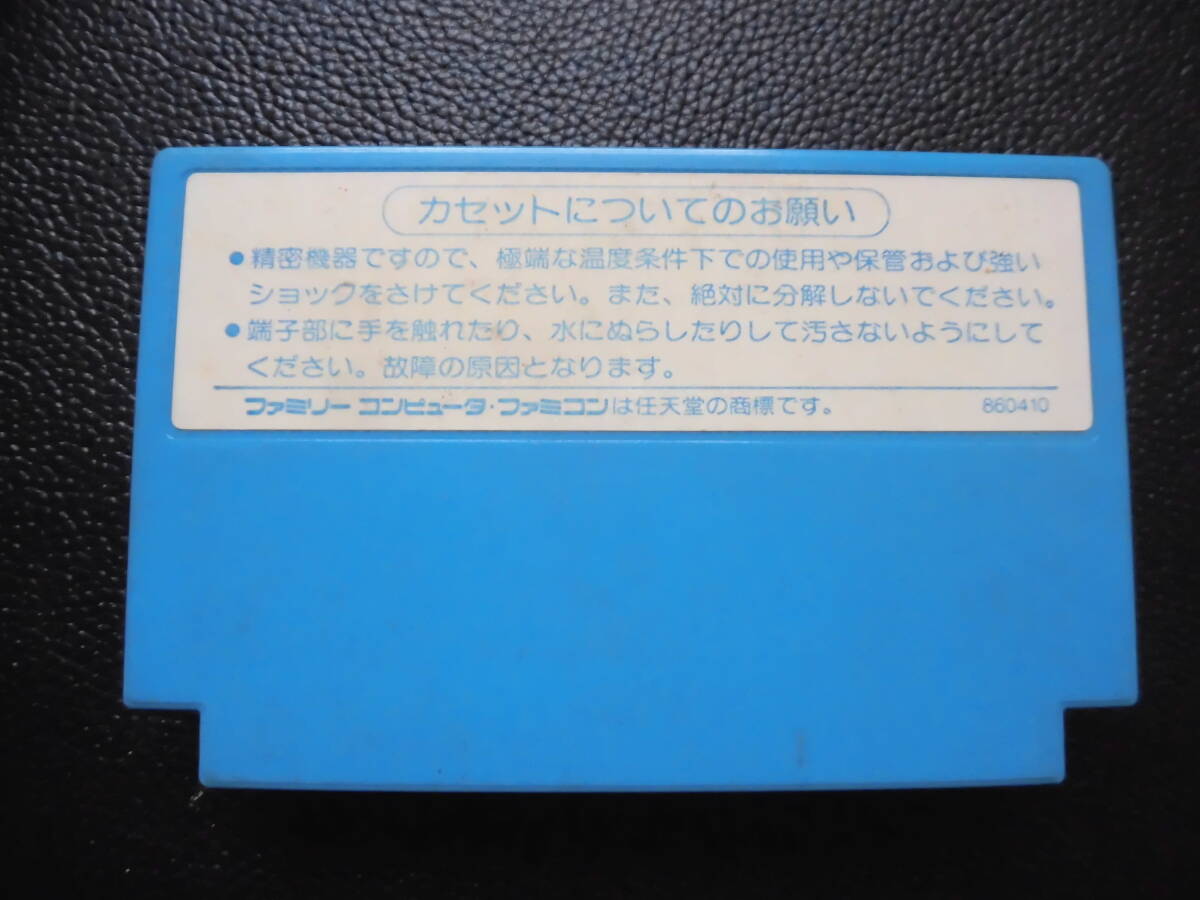 カセットについてのお願い
●精密機器ですので、極端な温度条件下での使用や保管および強い
ショックをさけてください。また、絶対に分解しないでください。
●端子部に手を触れたり、水にぬらしたりして汚さないようにして
ください。故障の原因となります。
ファミリー コンピュータ・ファミコンは任天堂の商標です。 860410